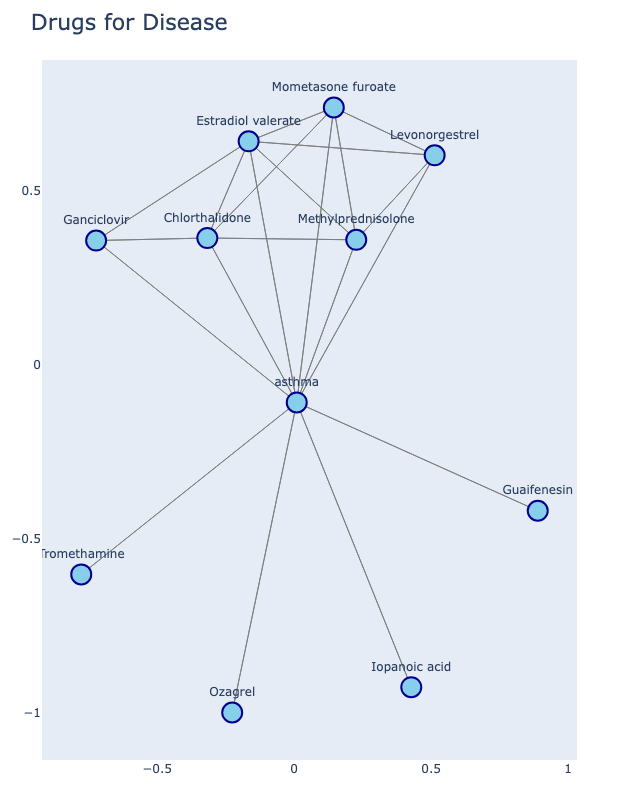 Drugs for Disease
Mometasone furoate
Estradiol valerate
Levonorgestrel
0.5
Ganciclovir
Chlorthalidone
Methylprednisolone
0
asthma
Guaifenesin
−0.5
Tromethamine
Iopanoic acid
Ozagrel
−1
−0.5
0
0.5
1